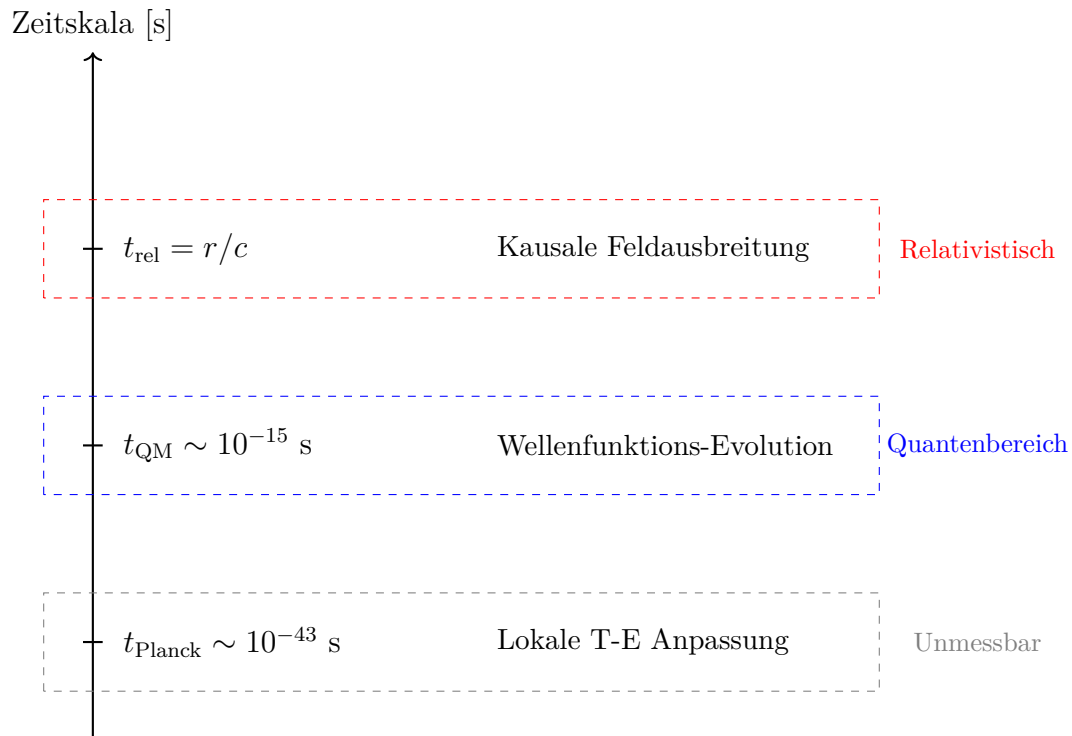 Zeitskala [s]
t_rel = r/c Kausale Feldausbreitung Relativistisch
t_QM ∼ 10⁻¹⁵ s Wellenfunktions-Evolution Quantenbereich
t_Planck ∼ 10⁻⁴³ s Lokale T-E Anpassung Unmessbar